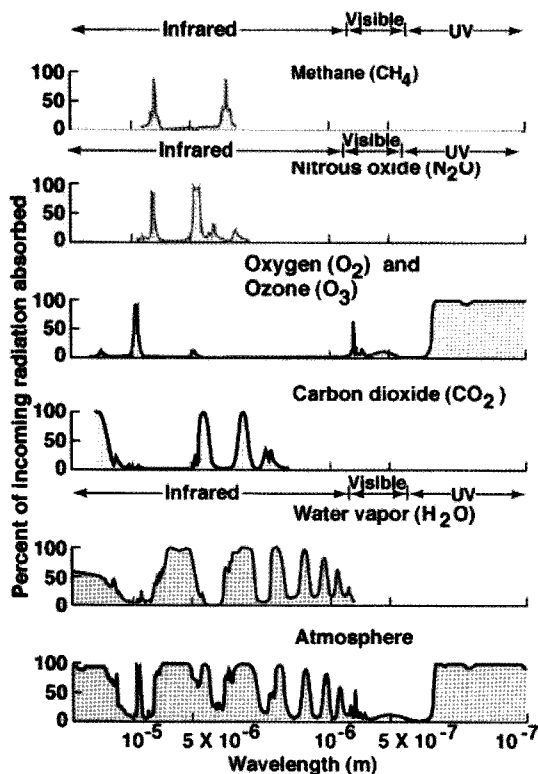 Infrared Visible UV
100
50
0
Methane (CH4)
Infrared Visible UV
Nitrous oxide (N2O)
100
50
0
Oxygen (O2) and
Ozone (O3)
100
50
0
Carbon dioxide (CO2)
100
50
0
Infrared Visible UV
Water vapor (H2O)
100
50
0
Atmosphere
100
50
0
10-5 5 X 10-6 10-6 5 X 10-7 10-7
Wavelength (m)
Percent of incoming radiation absorbed